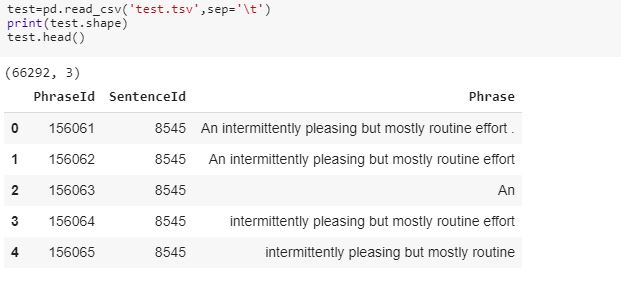 test=pd.read_csv('test.tsv',sep='\t')
print(test.shape)
test.head()
(66292, 3)
PhraseId SentenceId Phrase
0 156061 8545 An intermittently pleasing but mostly routine effort .
1 156062 8545 An intermittently pleasing but mostly routine effort
2 156063 8545 An
3 156064 8545 intermittently pleasing but mostly routine effort
4 156065 8545 intermittently pleasing but mostly routine